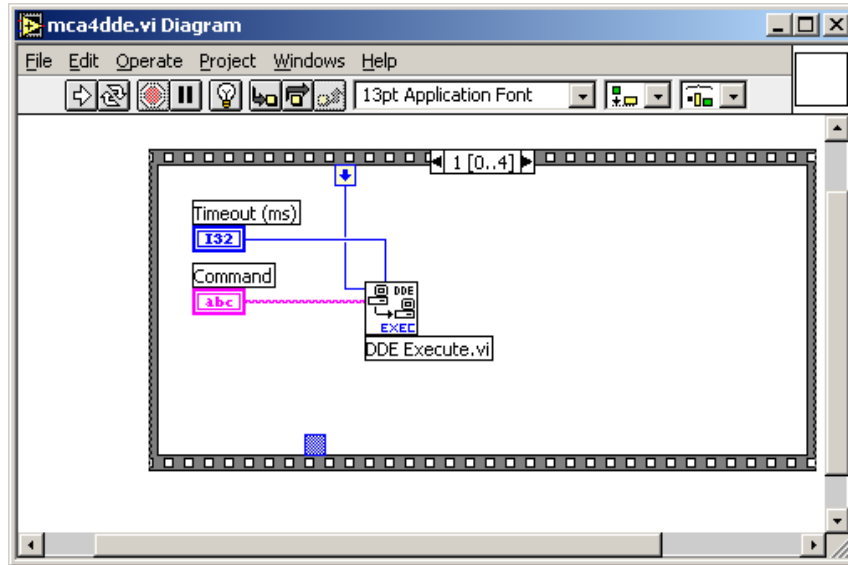 mca4dde.vi Diagram
File Edit Operate Project Windows Help
13pt Application Font
1 [0..4]
Timeout (ms)
I32
Command
abc
DDE
EXEC
DDE Execute.vi